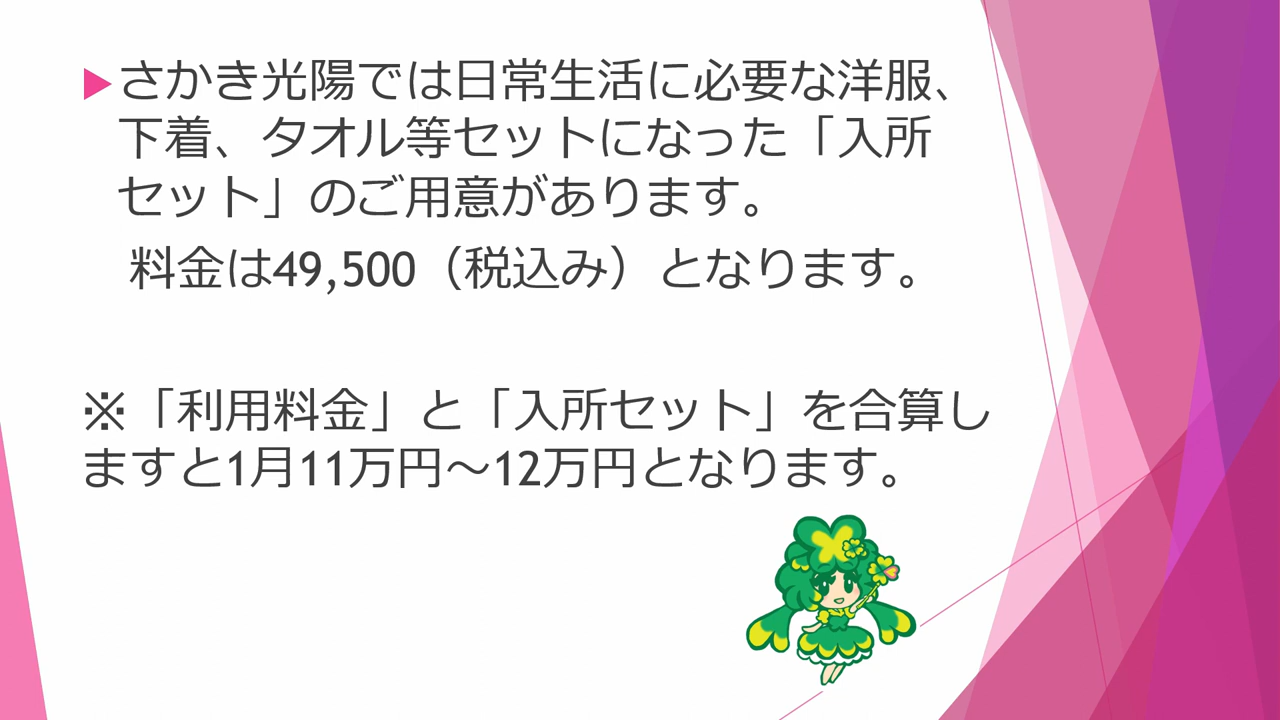 さかき光陽では日常生活に必要な洋服、
下着、タオル等セットになった「入所
セット」のご用意があります。
料金は49,500（税込み）となります。
※「利用料金」と「入所セット」を合算し
ますと1月11万円～12万円となります。